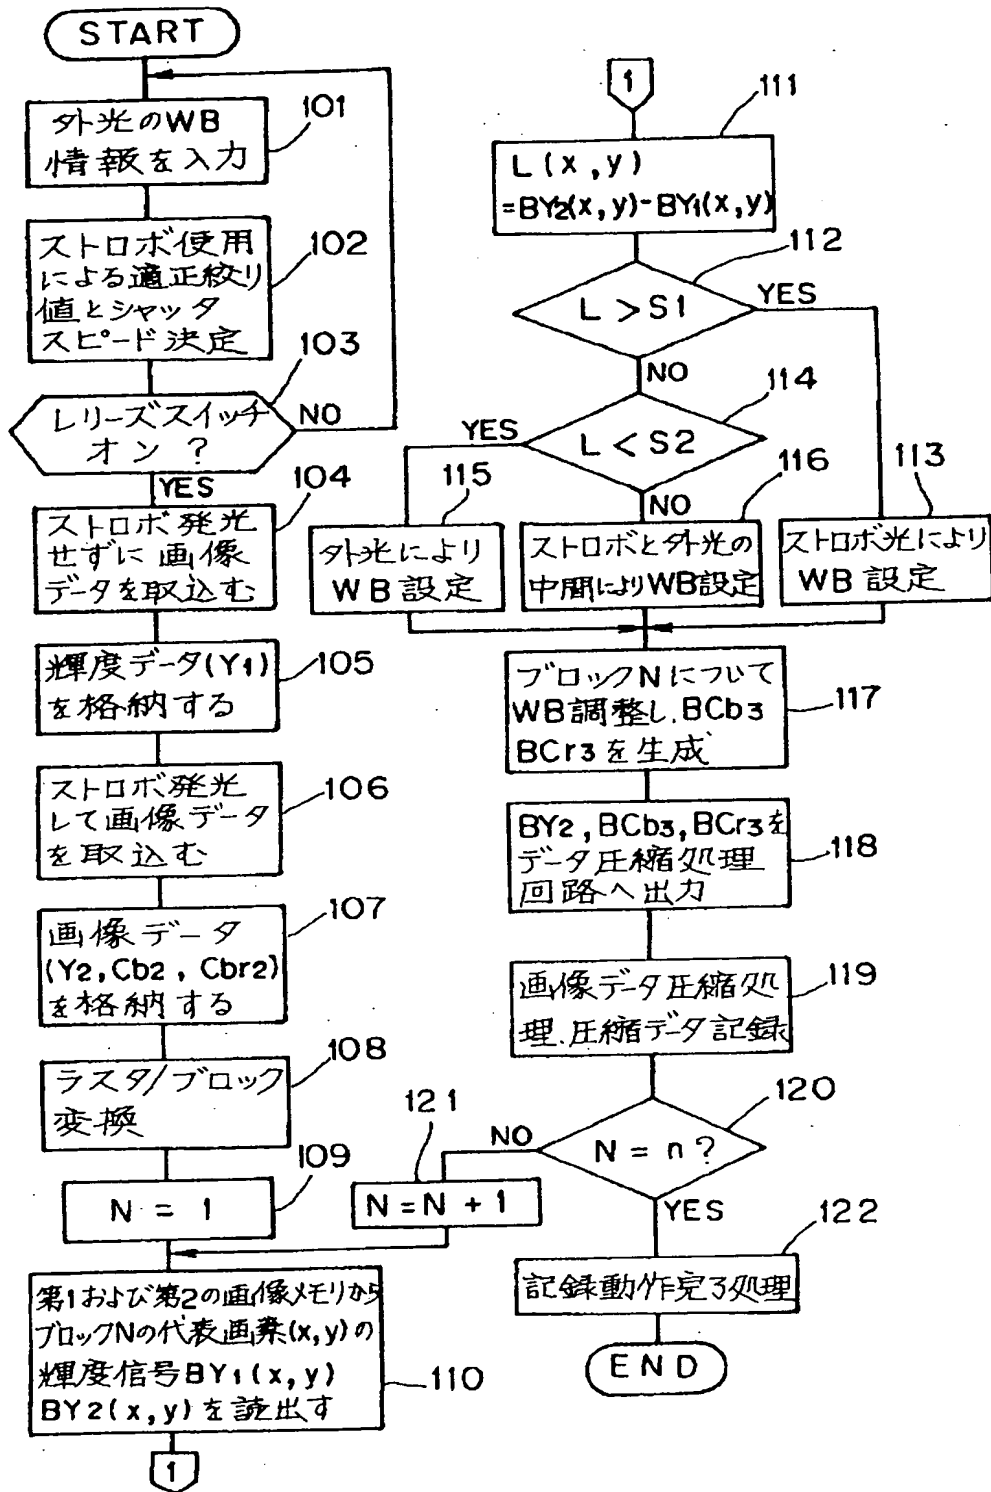 START
外光のWB
情報を入力
101
ストロボ使用
による適正絞り
値とシャッタ
スピード決定
102
103
レリーズスイッチ
オン?
NO
YES
104
ストロボ発光
せずに画像
データを取込む
輝度データ(Y1)
を格納する
105
ストロボ発光
して画像データ
を取込む
106
107
画像データ
(Y2,Cb2, Cbr2)
を格納する
108
ラスタ/ブロック
変換
109
N = 1
第1および第2の画像メモリから
ブロックNの代表画素(x,y)の
輝度信号BY1(x,y)
BY2(x,y)を読出す
110
1
1
111
L(x,y)
=BY2(x,y)-BY1(x,y)
112
L>S1
YES
NO
114
L<S2
YES
NO
115
外光により
WB設定
116
ストロボと外光の
中間によりWB設定
113
ストロボ光により
WB設定
ブロックNについて
WB調整し、BCb3
BCr3を生成
117
BY2,BCb3,BCr3を
データ圧縮処理
回路へ出力
118
画像データ圧縮処
理、圧縮データ記録
119
120
N = n?
NO
YES
121
N=N+1
122
記録動作完了処理
END